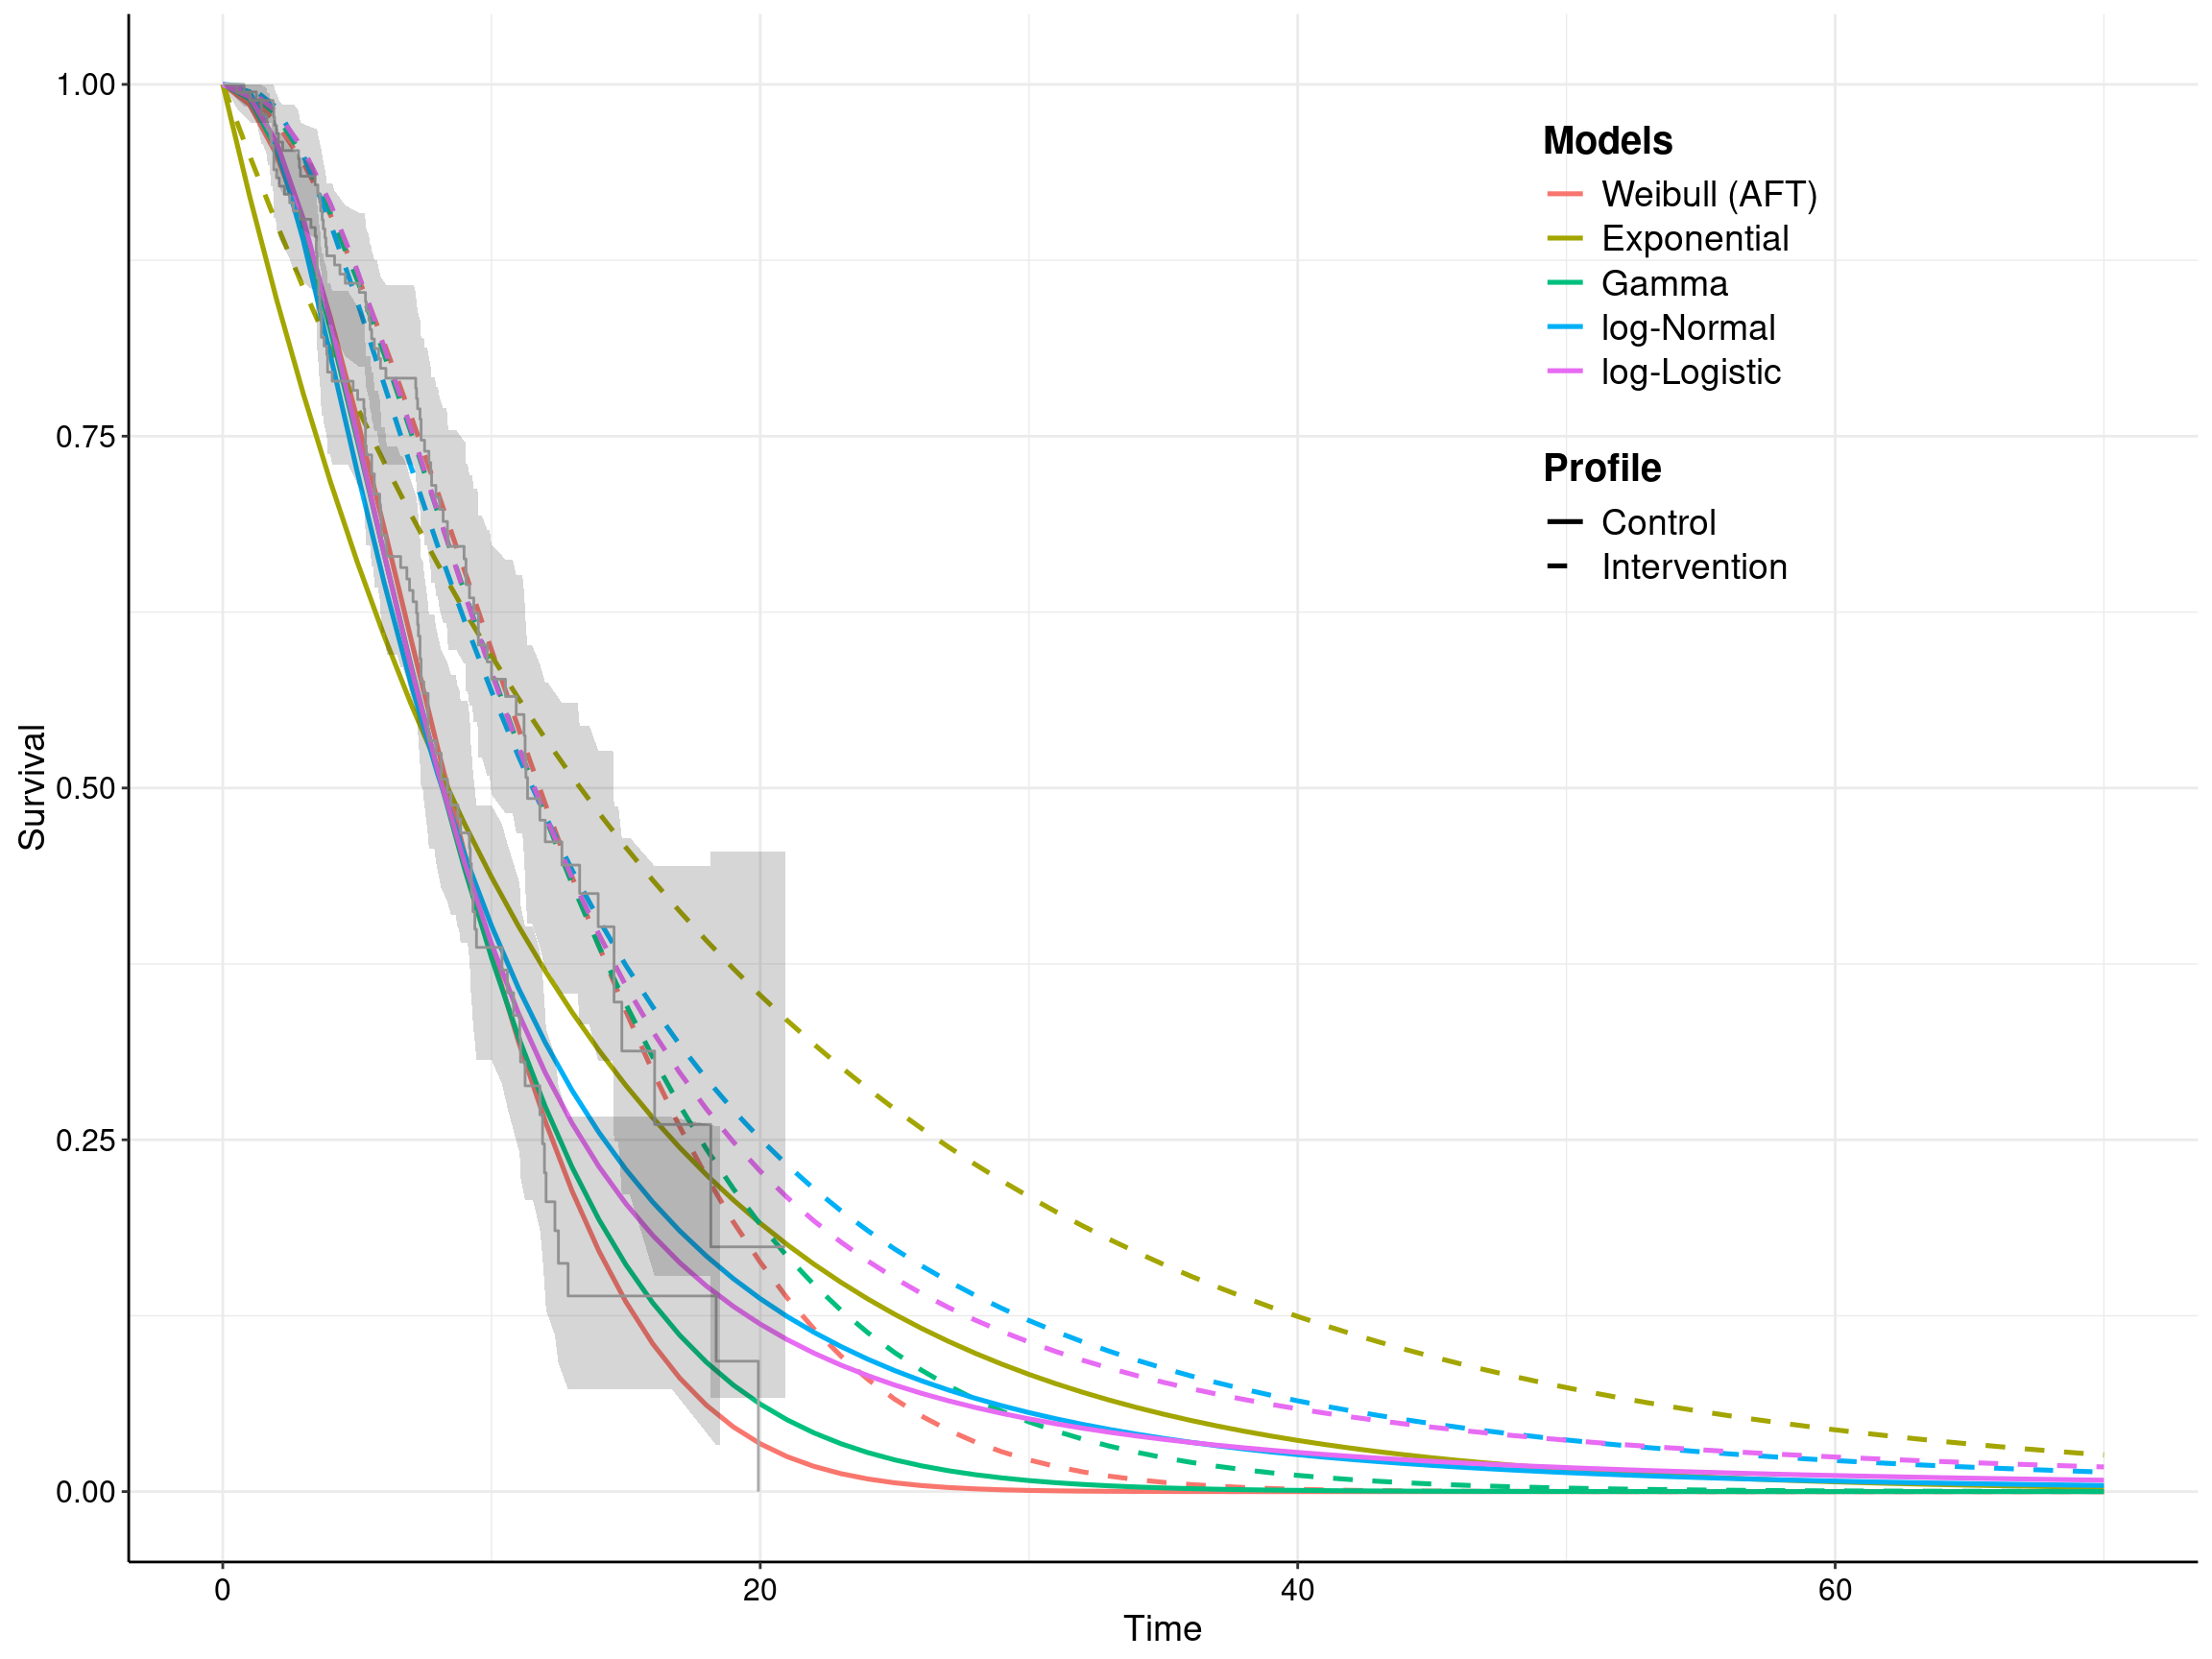 Models
Weibull (AFT)
Exponential
Gamma
log-Normal
log-Logistic
Profile
Control
Intervention
Survival
1.00
0.75
0.50
0.25
0.00
0 20 40 60
Time